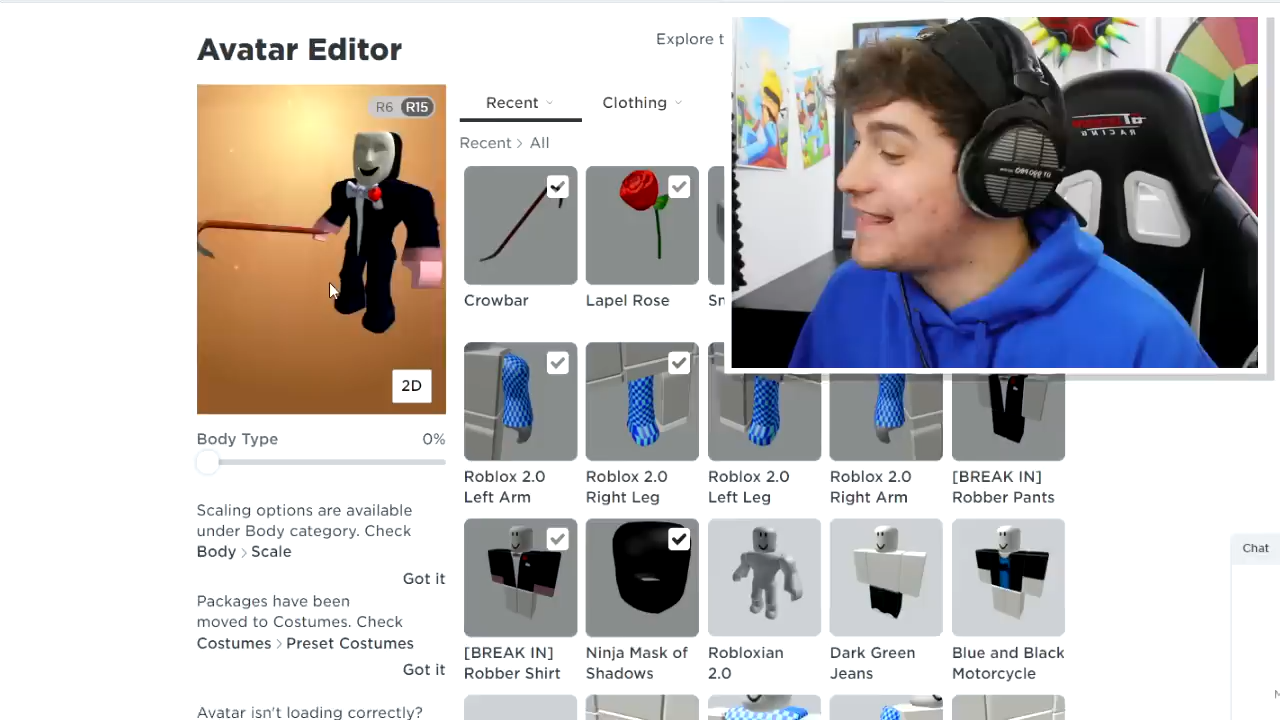 Avatar Editor
Explore t
R6 R15
Recent
Clothing
Recent > All
Crowbar
Lapel Rose
2D
Body Type 0%
Roblox 2.0 Left Arm
Roblox 2.0 Right Leg
Roblox 2.0 Left Leg
Roblox 2.0 Right Arm
[BREAK IN] Robber Pants
Scaling options are available
under Body category. Check
Body > Scale
Got it
Packages have been
moved to Costumes. Check
Costumes > Preset Costumes
Got it
[BREAK IN] Robber Shirt
Ninja Mask of Shadows
Robloxian 2.0
Dark Green Jeans
Blue and Black Motorcycle
Avatar isn't loading correctly?
Chat